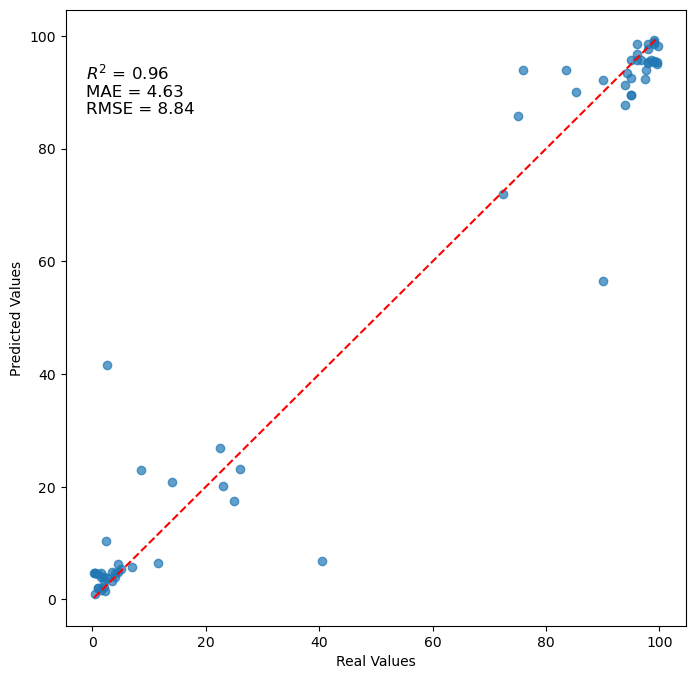 100
80
60
40
20
0
Predicted Values
R² = 0.96
MAE = 4.63
RMSE = 8.84
0 20 40 60 80 100
Real Values